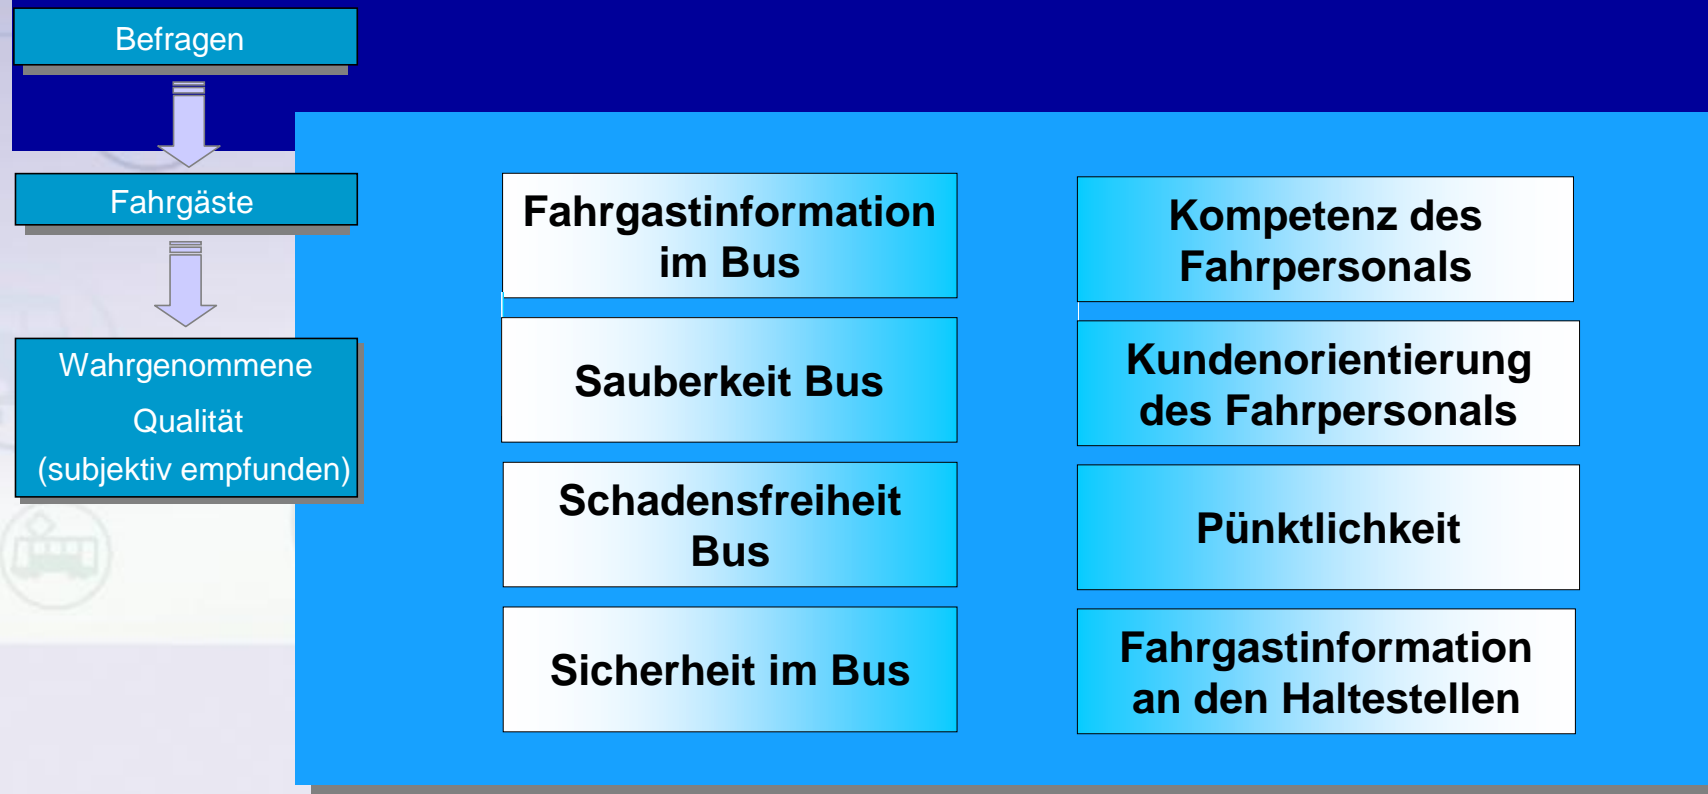 Befragen
Fahrgäste
Wahrgenommene
Qualität
(subjektiv empfunden)
Fahrgastinformation
im Bus
Sauberkeit Bus
Schadensfreiheit
Bus
Sicherheit im Bus
Kompetenz des
Fahrpersonals
Kundenorientierung
des Fahrpersonals
Pünktlichkeit
Fahrgastinformation
an den Haltestellen